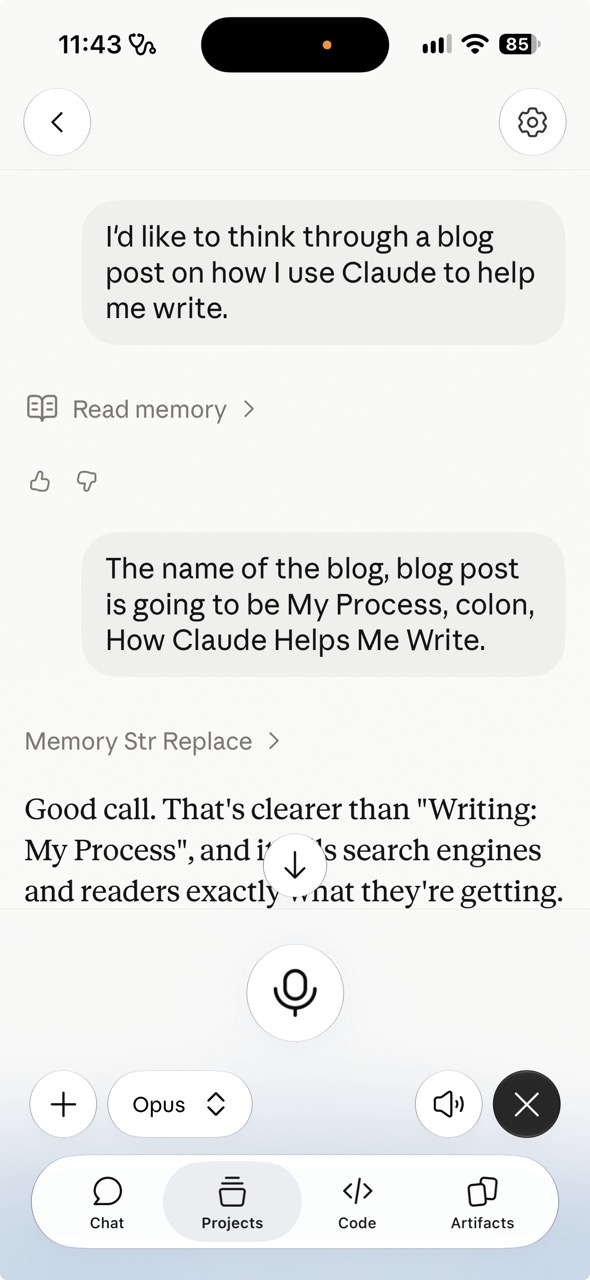 11:43
85
I'd like to think through a blog
post on how I use Claude to help
me write.
Read memory
The name of the blog, blog post
is going to be My Process, colon,
How Claude Helps Me Write.
Memory Str Replace
Good call. That's clearer than "Writing:
My Process", and search engines
and readers exactly what they're getting.
Opus
Chat
Projects
Code
Artifacts